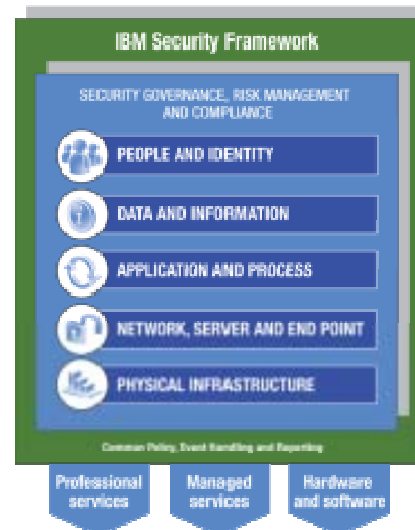 IBM Security Framework
SECURITY GOVERNANCE, RISK MANAGEMENT
AND COMPLIANCE
PEOPLE AND IDENTITY
DATA AND INFORMATION
APPLICATION AND PROCESS
NETWORK, SERVER AND END POINT
PHYSICAL INFRASTRUCTURE
Common Policy, Event Handling and Reporting
Professional
services
Managed
services
Hardware
and software